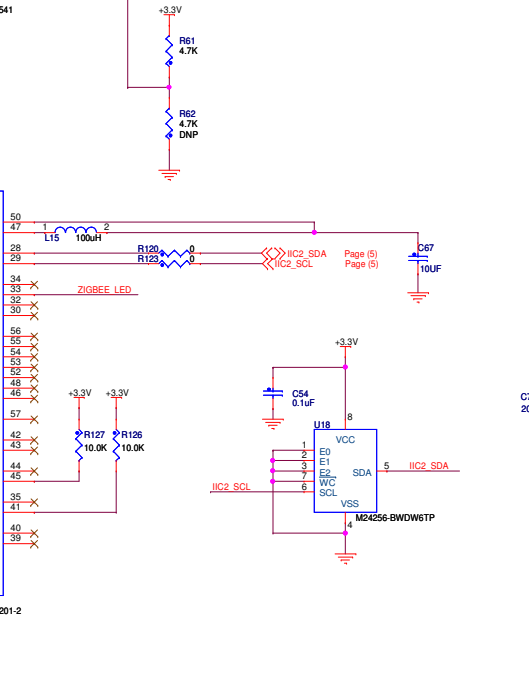 541
+3.3V
R61
4.7K
R62
4.7K
DNP
50
47
1
2
L15
100uH
28
R120
0
IIC2_SDA
Page (5)
29
R123
0
IIC2_SCL
Page (5)
C67
10UF
34
33
ZIGBEE_LED
32
30
56
55
54
53
52
48
46
57
42
43
44
45
35
41
40
39
+3.3V
+3.3V
R127
10.0K
R126
10.0K
+3.3V
C54
0.1uF
U18
8
VCC
1
E0
2
E1
3
E2
7
WC
6
SCL
IIC2_SCL
SDA
5
IIC2_SDA
VSS
4
M24256-BWDW6TP
C7
20
201-2